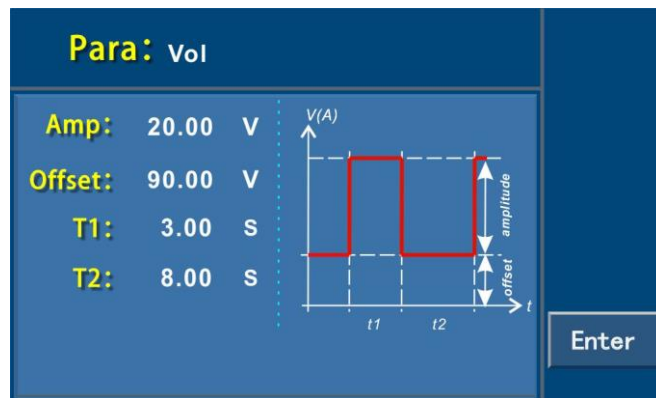 Para: Vol
Amp: 20.00 V
Offset: 90.00 V
T1: 3.00 S
T2: 8.00 S
V(A)
amplitude
offset
t
t1 t2
Enter